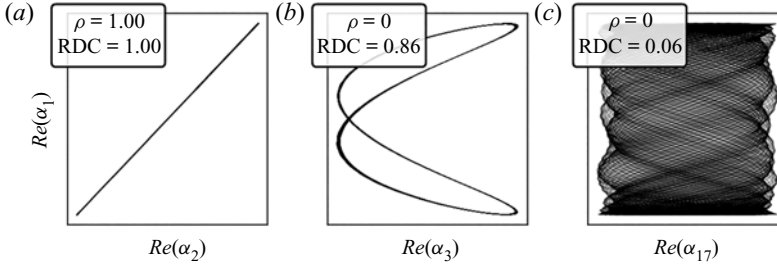 (a)
ρ = 1.00
RDC = 1.00
(b)
ρ = 0
RDC = 0.86
(c)
ρ = 0
RDC = 0.06
Re(α₁)
Re(α₂)
Re(α₃)
Re(α₁₇)